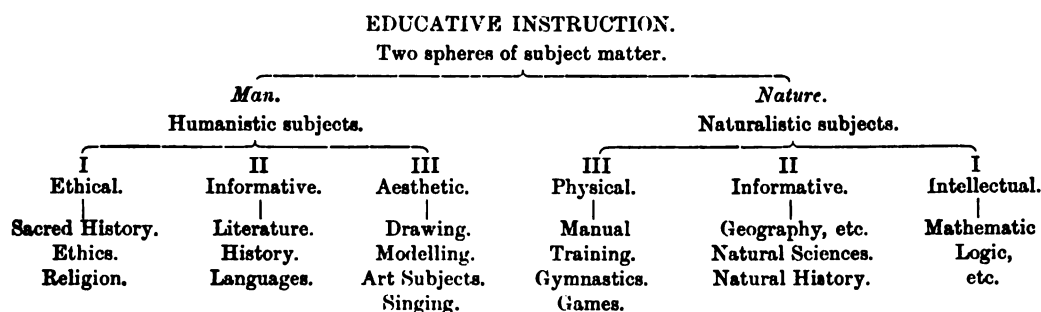 EDUCATIVE INSTRUCTION.
Two spheres of subject matter.
Man. Nature.
Humanistic subjects. Naturalistic subjects.
I II III III II I
Ethical. Informative. Aesthetic. Physical. Informative. Intellectual.
Sacred History. Literature. Drawing. Manual Geography, etc. Mathematic
Ethics. History. Modelling. Training. Natural Sciences. Logic,
Religion. Languages. Art Subjects. Gymnastics. Natural History. etc.
Singing. Games.